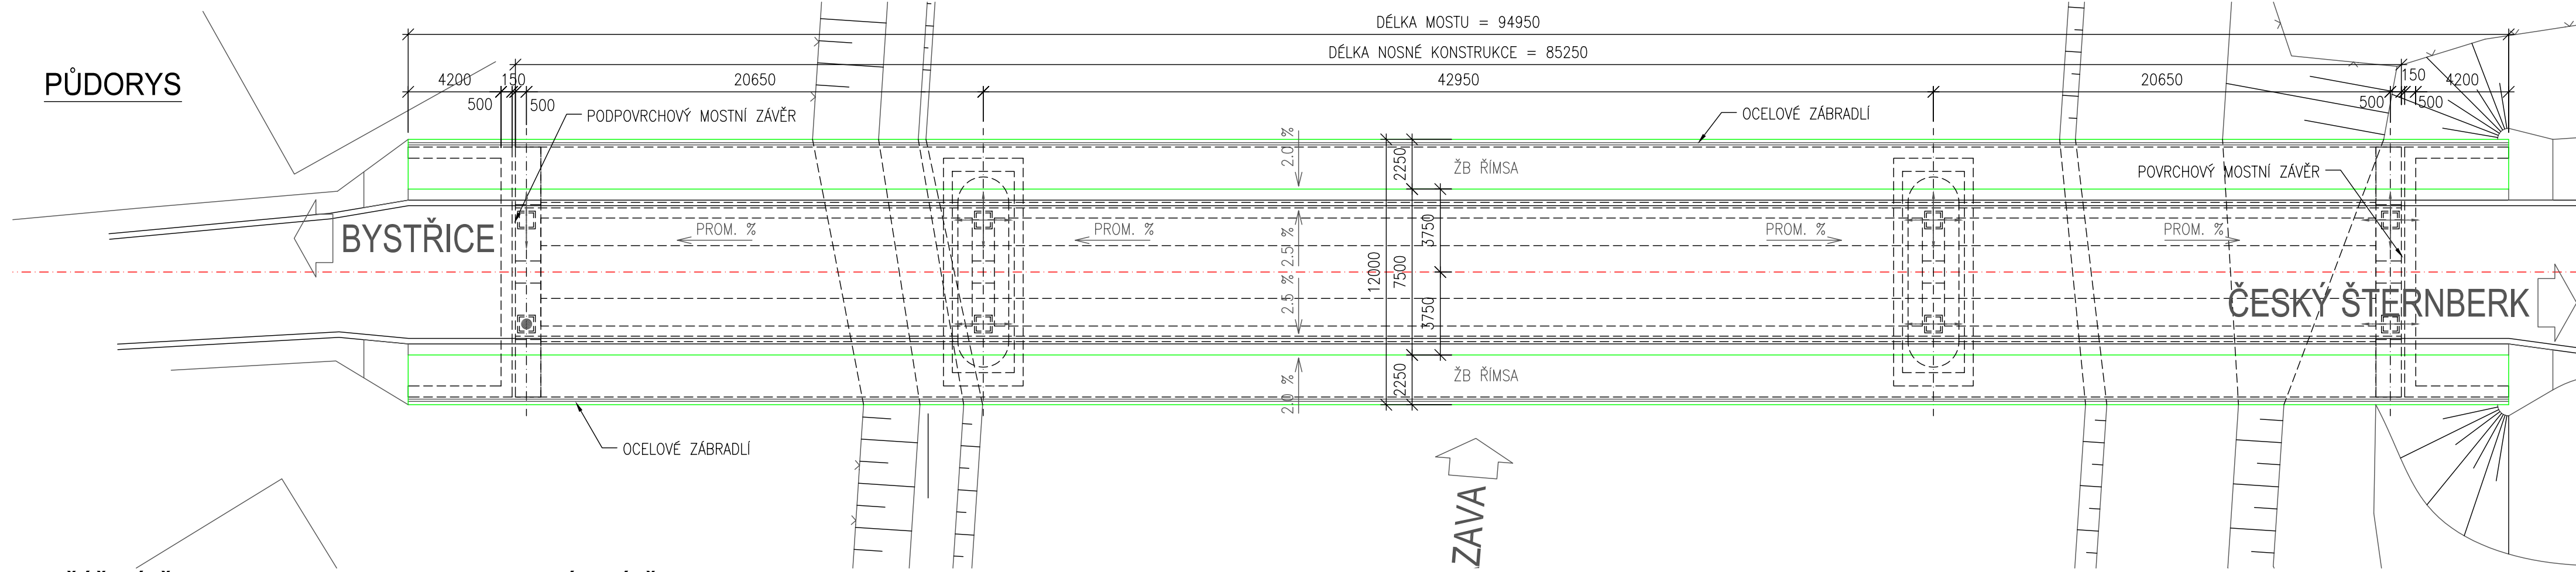 PŮDORYS
DÉLKA MOSTU = 94950
DÉLKA NOSNÉ KONSTRUKCE = 85250
4200 150 20650 42950 20650 150 4200
500 500 500 500
PODPOVRCHOVÝ MOSTNÍ ZÁVĚR
OCELOVÉ ZÁBRADLÍ
2.0 %
2250
ŽB ŘÍMSA
POVRCHOVÝ MOSTNÍ ZÁVĚR
BYSTŘICE
PROM. % PROM. % PROM. % PROM. %
2.5 %
3750
12000
7500
2.5 %
3750
ČESKÝ ŠTERNBERK
2.0 %
2250
ŽB ŘÍMSA
OCELOVÉ ZÁBRADLÍ
ZAVA